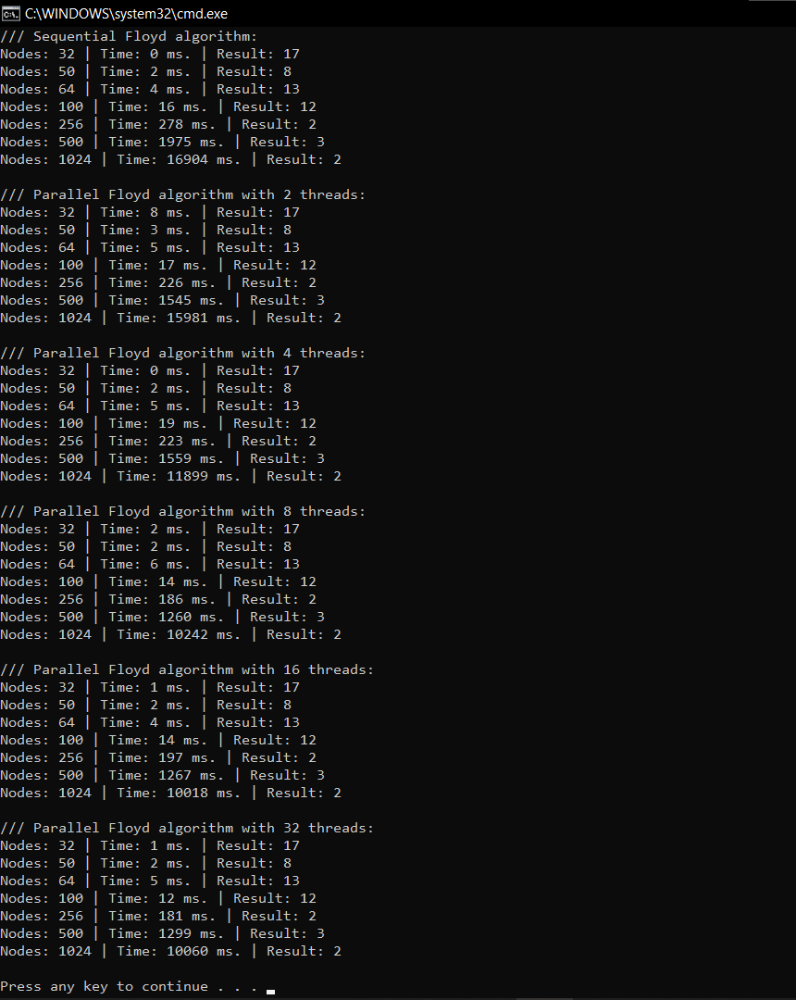 C:\WINDOWS\system32\cmd.exe
/// Sequential Floyd algorithm:
Nodes: 32 | Time: 0 ms. | Result: 17
Nodes: 50 | Time: 2 ms. | Result: 8
Nodes: 64 | Time: 4 ms. | Result: 13
Nodes: 100 | Time: 16 ms. | Result: 12
Nodes: 256 | Time: 278 ms. | Result: 2
Nodes: 500 | Time: 1975 ms. | Result: 3
Nodes: 1024 | Time: 16904 ms. | Result: 2

/// Parallel Floyd algorithm with 2 threads:
Nodes: 32 | Time: 8 ms. | Result: 17
Nodes: 50 | Time: 3 ms. | Result: 8
Nodes: 64 | Time: 5 ms. | Result: 13
Nodes: 100 | Time: 17 ms. | Result: 12
Nodes: 256 | Time: 226 ms. | Result: 2
Nodes: 500 | Time: 1545 ms. | Result: 3
Nodes: 1024 | Time: 15981 ms. | Result: 2

/// Parallel Floyd algorithm with 4 threads:
Nodes: 32 | Time: 0 ms. | Result: 17
Nodes: 50 | Time: 2 ms. | Result: 8
Nodes: 64 | Time: 5 ms. | Result: 13
Nodes: 100 | Time: 19 ms. | Result: 12
Nodes: 256 | Time: 223 ms. | Result: 2
Nodes: 500 | Time: 1559 ms. | Result: 3
Nodes: 1024 | Time: 11899 ms. | Result: 2

/// Parallel Floyd algorithm with 8 threads:
Nodes: 32 | Time: 2 ms. | Result: 17
Nodes: 50 | Time: 2 ms. | Result: 8
Nodes: 64 | Time: 6 ms. | Result: 13
Nodes: 100 | Time: 14 ms. | Result: 12
Nodes: 256 | Time: 186 ms. | Result: 2
Nodes: 500 | Time: 1260 ms. | Result: 3
Nodes: 1024 | Time: 10242 ms. | Result: 2

/// Parallel Floyd algorithm with 16 threads:
Nodes: 32 | Time: 1 ms. | Result: 17
Nodes: 50 | Time: 2 ms. | Result: 8
Nodes: 64 | Time: 4 ms. | Result: 13
Nodes: 100 | Time: 14 ms. | Result: 12
Nodes: 256 | Time: 197 ms. | Result: 2
Nodes: 500 | Time: 1267 ms. | Result: 3
Nodes: 1024 | Time: 10018 ms. | Result: 2

/// Parallel Floyd algorithm with 32 threads:
Nodes: 32 | Time: 1 ms. | Result: 17
Nodes: 50 | Time: 2 ms. | Result: 8
Nodes: 64 | Time: 5 ms. | Result: 13
Nodes: 100 | Time: 12 ms. | Result: 12
Nodes: 256 | Time: 181 ms. | Result: 2
Nodes: 500 | Time: 1299 ms. | Result: 3
Nodes: 1024 | Time: 10060 ms. | Result: 2

Press any key to continue . . .